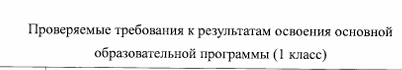 Проверяемые требования к результатам освоения основной
образовательной программы (1 класс)